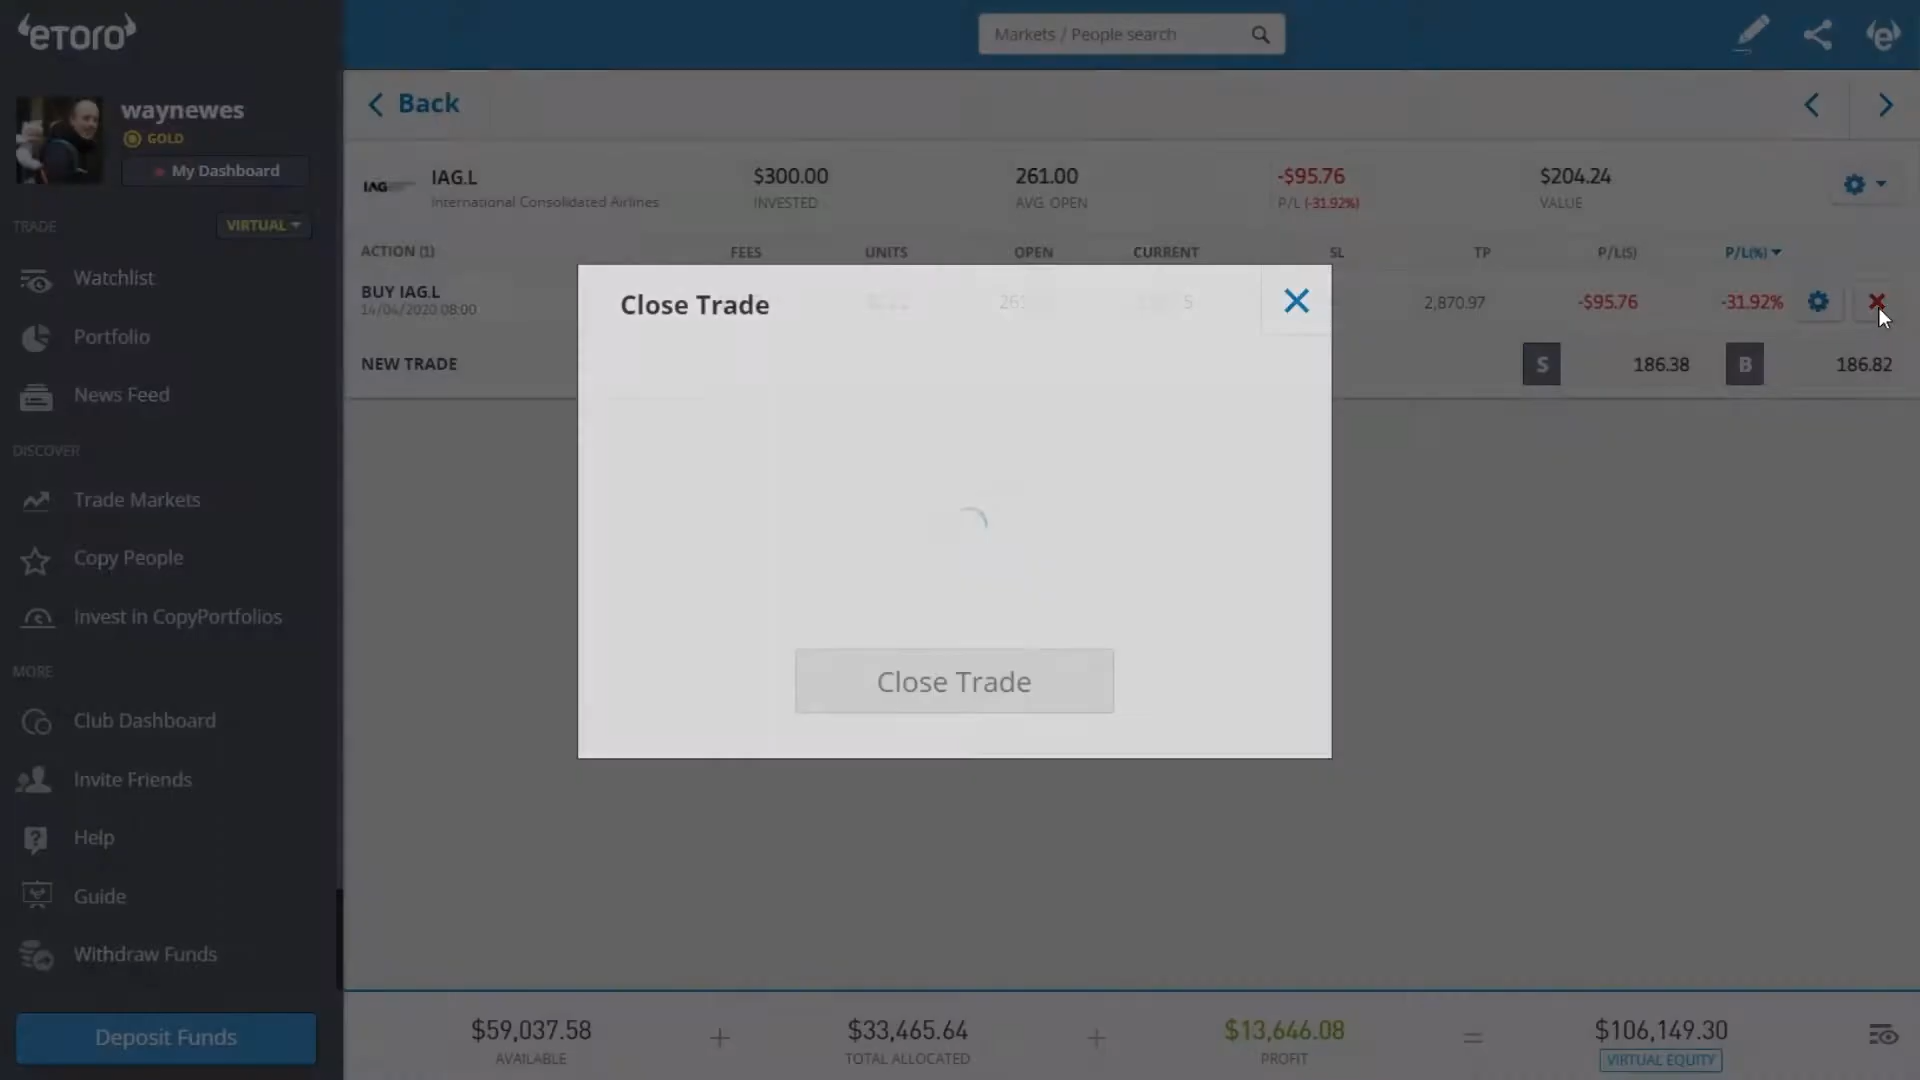 eTORO
Markets / People search
waynewes
GOLD
My Dashboard
TRADE
VIRTUAL
Watchlist
Portfolio
News Feed
DISCOVER
Trade Markets
Copy People
Invest in CopyPortfolios
MORE
Club Dashboard
Invite Friends
Help
Guide
Withdraw Funds
Deposit Funds
Back
IAG
IAG.L
International Consolidated Airlines
$300.00
INVESTED
261.00
AVG. OPEN
-$95.76
P/L (-31.92%)
$204.24
VALUE
ACTION (1) FEES UNITS OPEN CURRENT SL TP P/L($) P/L(%)
BUY IAG.L
14/04/2020 08:00
2,870.97 -$95.76 -31.92%
NEW TRADE
S 186.38 B 186.82
Close Trade
Close Trade
$59,037.58 + $33,465.64 + $13,646.08 = $106,149.30
AVAILABLE TOTAL ALLOCATED PROFIT VIRTUAL EQUITY